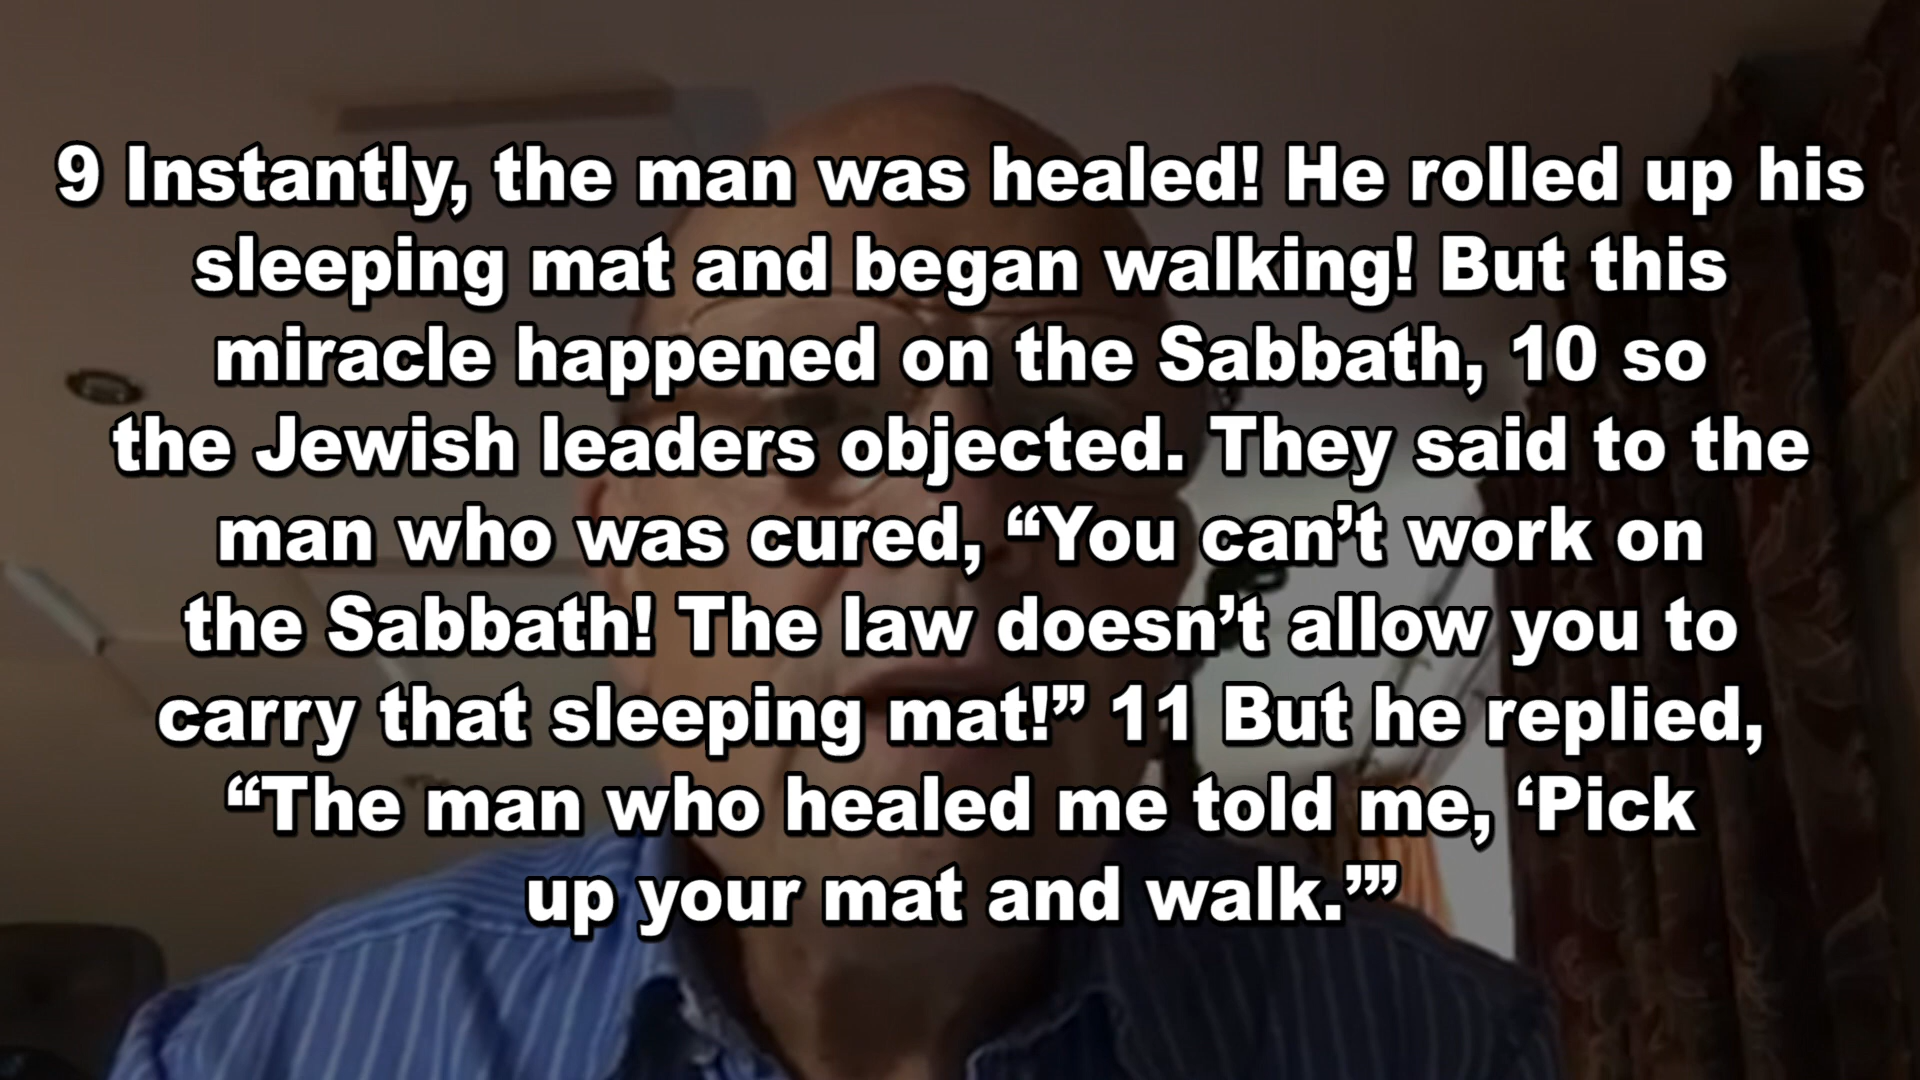 9 Instantly, the man was healed! He rolled up his
sleeping mat and began walking! But this
miracle happened on the Sabbath, 10 so
the Jewish leaders objected. They said to the
man who was cured, “You can’t work on
the Sabbath! The law doesn’t allow you to
carry that sleeping mat!” 11 But he replied,
“The man who healed me told me, ‘Pick
up your mat and walk.’”